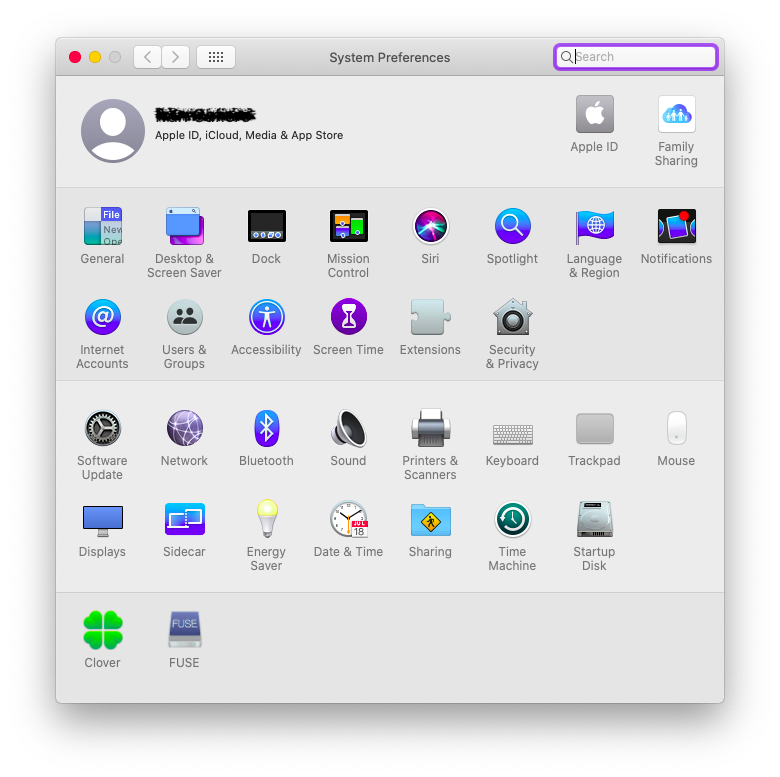 System Preferences
Search
Apple ID, iCloud, Media & App Store
Apple ID
Family
Sharing
File
New
Ope
General
Desktop &
Screen Saver
Dock
Mission
Control
Siri
Spotlight
Language
& Region
Notifications
@
Internet
Accounts
Users &
Groups
Accessibility
Screen Time
Extensions
Security
& Privacy
Software
Update
Network
Bluetooth
Sound
Printers &
Scanners
Keyboard
Trackpad
Mouse
Displays
Sidecar
Energy
Saver
JUL
18
Date & Time
Sharing
Time
Machine
Startup
Disk
Clover
FUSE
FUSE